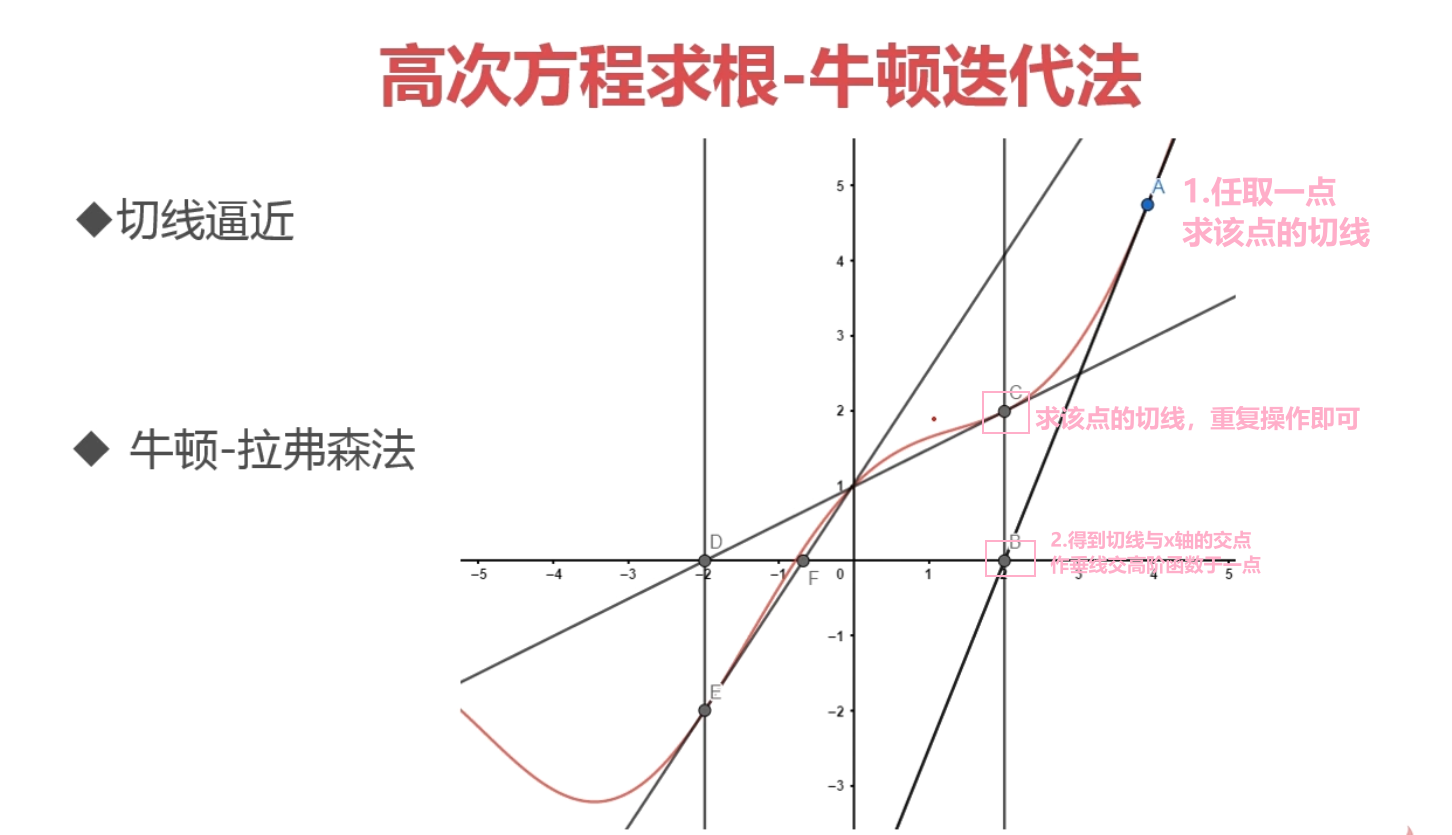 高次方程求根-牛顿迭代法
◆切线逼近
◆ 牛顿-拉弗森法
1.任取一点
求该点的切线
求该点的切线，重复操作即可
2.得到切线与x轴的交点
作垂线交高阶函数于一点
A
C
B
D
F
E
5
4
3
2
1
−1
−2
−3
−5 −4 −3 −2 −1 0 1 3 4 5